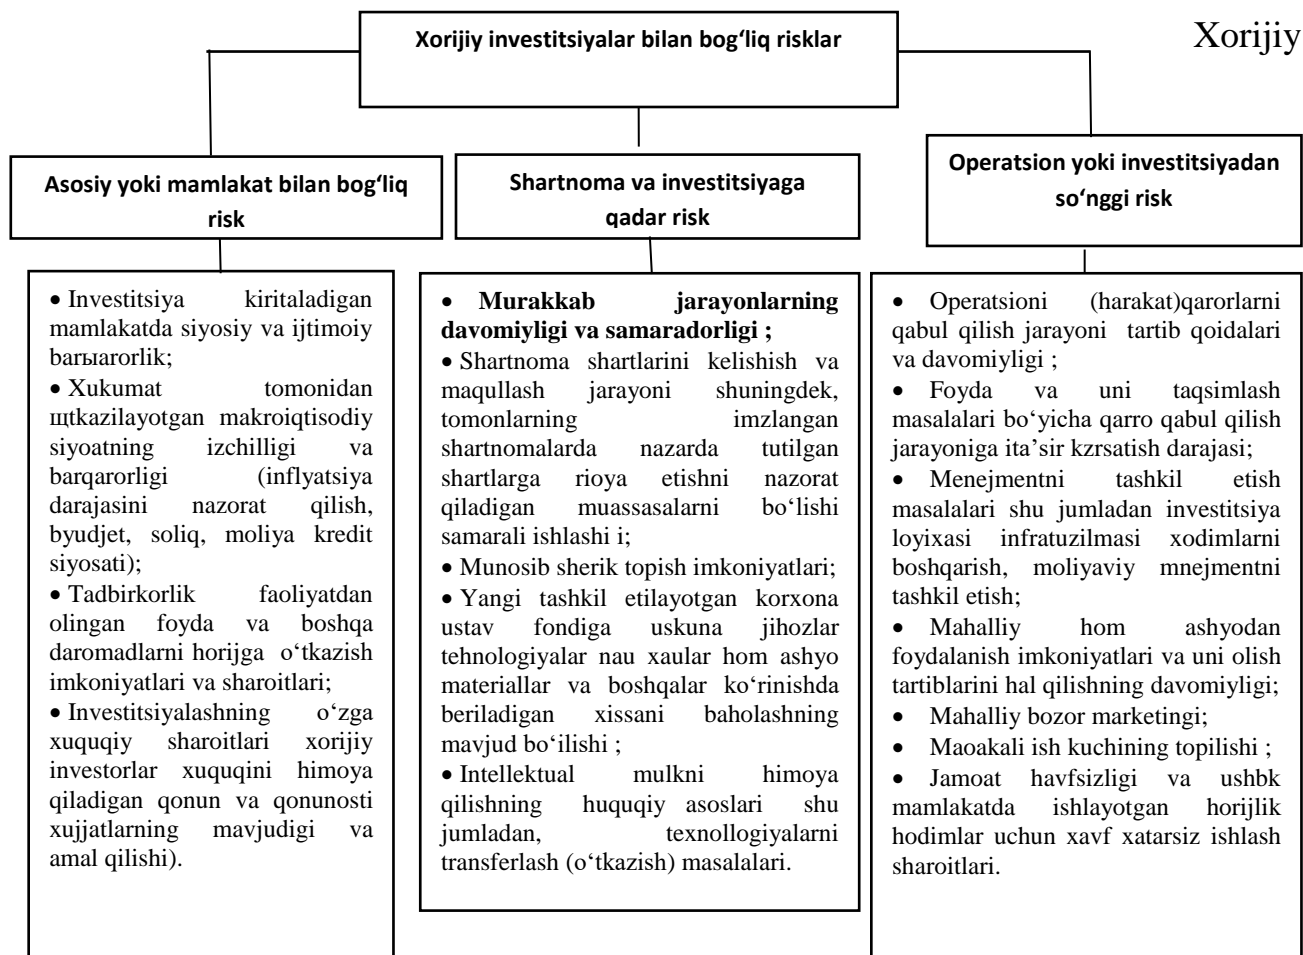 Xorijiy investitsiyalar bilan bog‘liq risklar
Xorijiy
Asosiy yoki mamlakat bilan bog‘liq
risk
Shartnoma va investitsiyaga
qadar risk
Operatsion yoki investitsiyadan
so‘nggi risk
• Investitsiya kiritaladigan
mamlakatda siyosiy va ijtimoiy
barыarorlik;
• Xukumat tomonidan
щtkazilayotgan makroiqtisodiy
siyoatning izchilligi va
barqarorligi (inflyatsiya
darajasini nazorat qilish,
byudjet, soliq, moliya kredit
siyosati);
• Tadbirkorlik faoliyatdan
olingan foyda va boshqa
daromadlarni horijga o‘tkazish
imkoniyatlari va sharoitlari;
• Investitsiyalashning o‘zga
xuquqiy sharoitlari xorijiy
investorlar xuquqini himoya
qiladigan qonun va qonunosti
xujjatlarning mavjudigi va
amal qilishi).
• Murakkab jarayonlarning
davomiyligi va samaradorligi ;
• Shartnoma shartlarini kelishish va
maqullash jarayoni shuningdek,
tomonlarning imzlangan
shartnomalarda nazarda tutilgan
shartlarga rioya etishni nazorat
qiladigan muassasalarni bo‘lishi
samarali ishlashi i;
• Munosib sherik topish imkoniyatlari;
• Yangi tashkil etilayotgan korxona
ustav fondiga uskuna jihozlar
tehnologiyalar nau xaular hom ashyo
materiallar va boshqalar ko‘rinishda
beriladigan xissani baholashning
mavjud bo‘ilishi ;
• Intellektual mulkni himoya
qilishning huquqiy asoslari shu
jumladan, texnollogiyalarni
transferlash (o‘tkazish) masalalari.
• Operatsioni (harakat)qarorlarni
qabul qilish jarayoni tartib qoidalari
va davomiyligi ;
• Foyda va uni taqsimlash
masalalari bo‘yicha qarro qabul qilish
jarayoniga ita’sir kzrsatish darajasi;
• Menejmentni tashkil etish
masalalari shu jumladan investitsiya
loyixasi infratuzilmasi xodimlarni
boshqarish, moliyaviy mnejmentni
tashkil etish;
• Mahalliy hom ashyodan
foydalanish imkoniyatlari va uni olish
tartiblarini hal qilishning davomiyligi;
• Mahalliy bozor marketingi;
• Maoakali ish kuchining topilishi ;
• Jamoat havfsizligi va ushbk
mamlakatda ishlayotgan horijlik
hodimlar uchun xavf xatarsiz ishlash
sharoitlari.